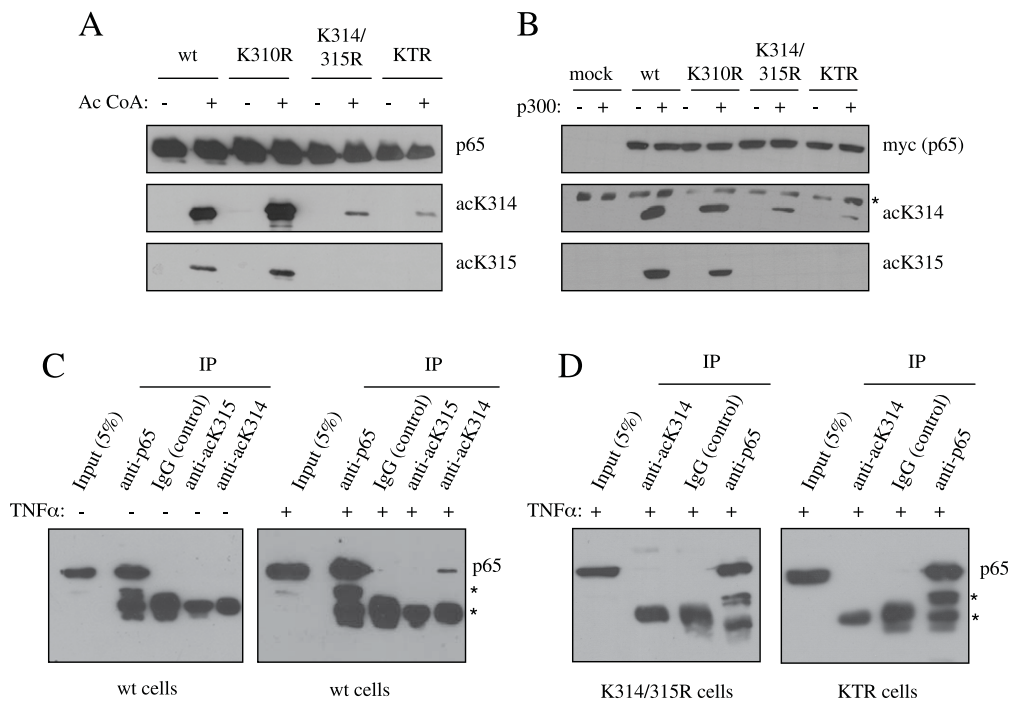 A
wt K310R K314/315R KTR
Ac CoA: - + - + - + - +
p65
acK314
acK315
B
mock wt K310R K314/315R KTR
p300: - + - + - + - + - +
myc (p65)
*
acK314
acK315
C
IP IP
Input (5%) anti-p65 IgG (control) anti-acK315 anti-acK314 Input (5%) anti-p65 IgG (control) anti-acK315 anti-acK314
TNFα: - - - - - + + + + +
p65
*
*
wt cells wt cells
D
IP IP
Input (5%) anti-acK314 IgG (control) anti-p65 Input (5%) anti-acK314 IgG (control) anti-p65
TNFα: + + + + + + + +
p65
*
*
K314/315R cells KTR cells